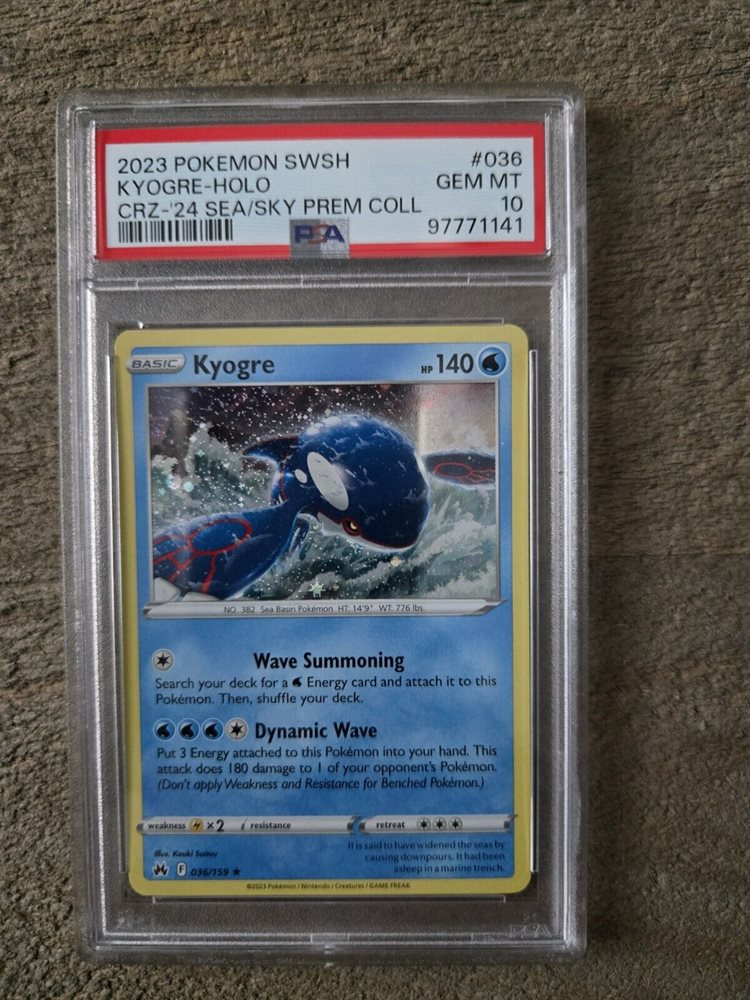 2023 POKEMON SWSH #036
KYOGRE-HOLO GEM MT
CRZ-'24 SEA/SKY PREM COLL 10
PSA 97771141
BASIC Kyogre HP 140
NO. 382 Sea Basin Pokémon HT: 14'9" WT: 776 lbs.
Wave Summoning
Search your deck for a Energy card and attach it to this
Pokémon. Then, shuffle your deck.
Dynamic Wave
Put 3 Energy attached to this Pokémon into your hand. This
attack does 180 damage to 1 of your opponent's Pokémon.
(Don't apply Weakness and Resistance for Benched Pokémon.)
weakness ×2 resistance retreat
Illus. Kouki Saitou
It is said to have widened the seas by
causing downpours. It had been
asleep in a marine trench.
F 036/159 ★
©2023 Pokémon / Nintendo / Creatures / GAME FREAK
PSA